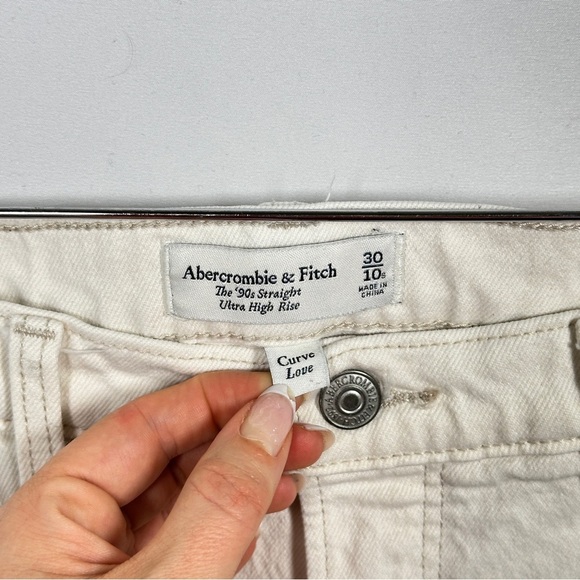 Abercrombie & Fitch
The '90s Straight
Ultra High Rise
30
10s
MADE IN
CHINA
Curve
Love
ABERCROMBIE